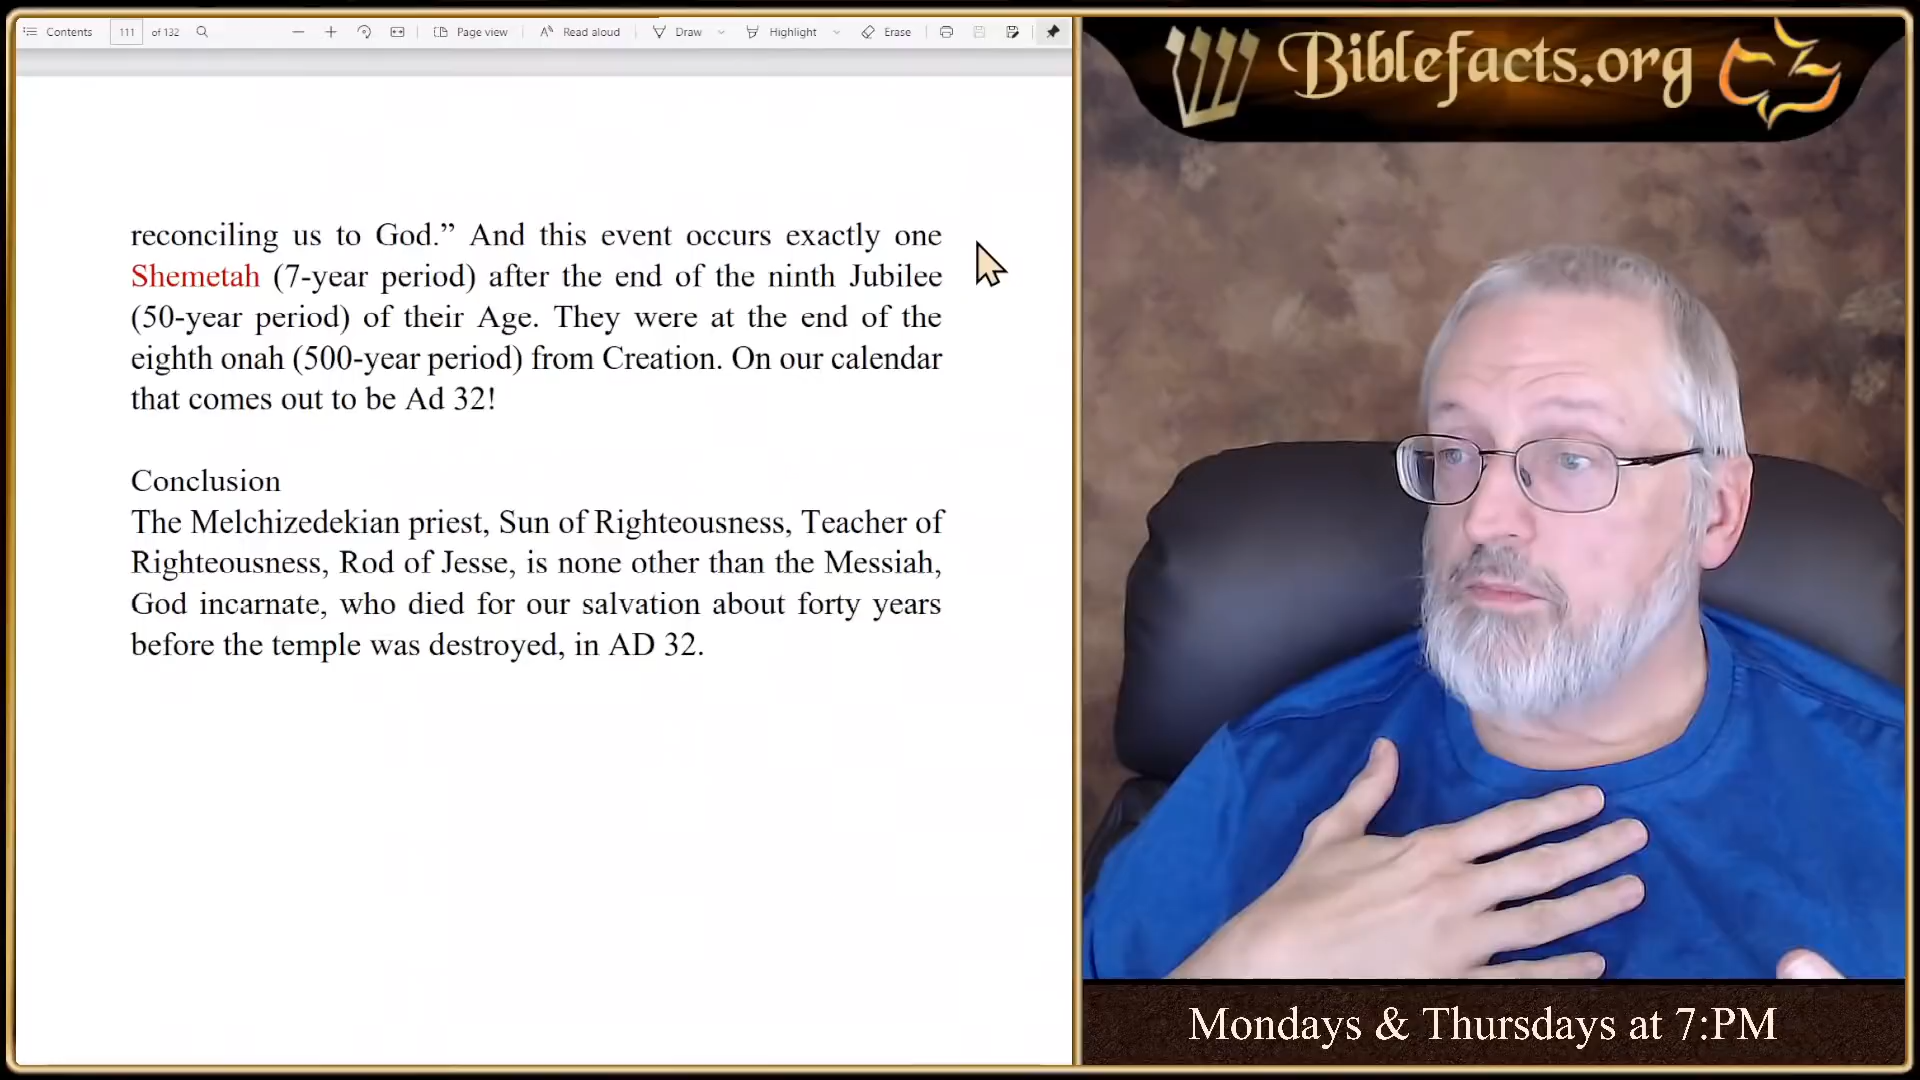 Contents 111 of 132 Page view Read aloud Draw Highlight Erase
reconciling us to God.” And this event occurs exactly one
Shemetah (7-year period) after the end of the ninth Jubilee
(50-year period) of their Age. They were at the end of the
eighth onah (500-year period) from Creation. On our calendar
that comes out to be Ad 32!
Conclusion
The Melchizedekian priest, Sun of Righteousness, Teacher of
Righteousness, Rod of Jesse, is none other than the Messiah,
God incarnate, who died for our salvation about forty years
before the temple was destroyed, in AD 32.
ש Biblefacts.org
Mondays & Thursdays at 7:PM